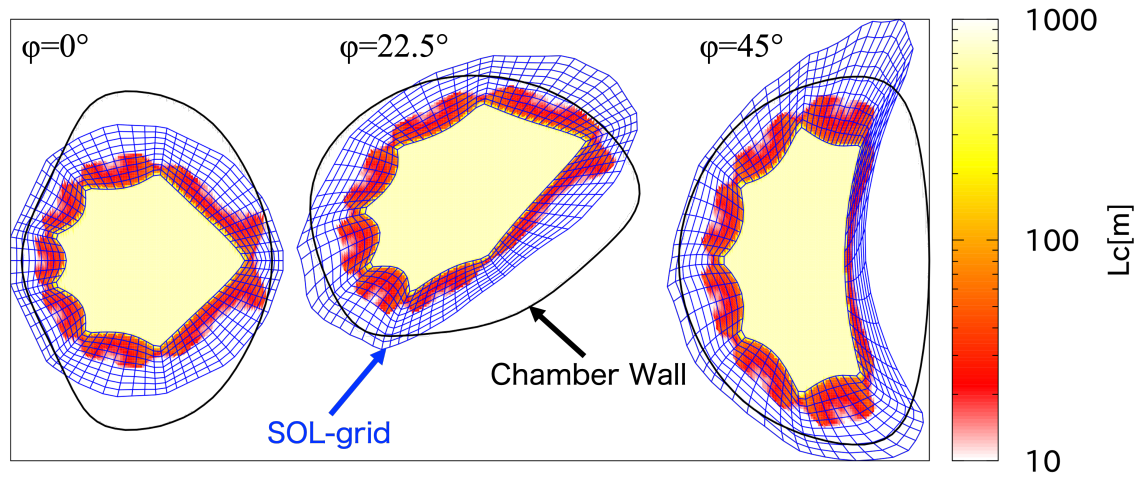 φ=0°
φ=22.5°
φ=45°
Chamber Wall
SOL-grid
1000
100
10
Lc[m]